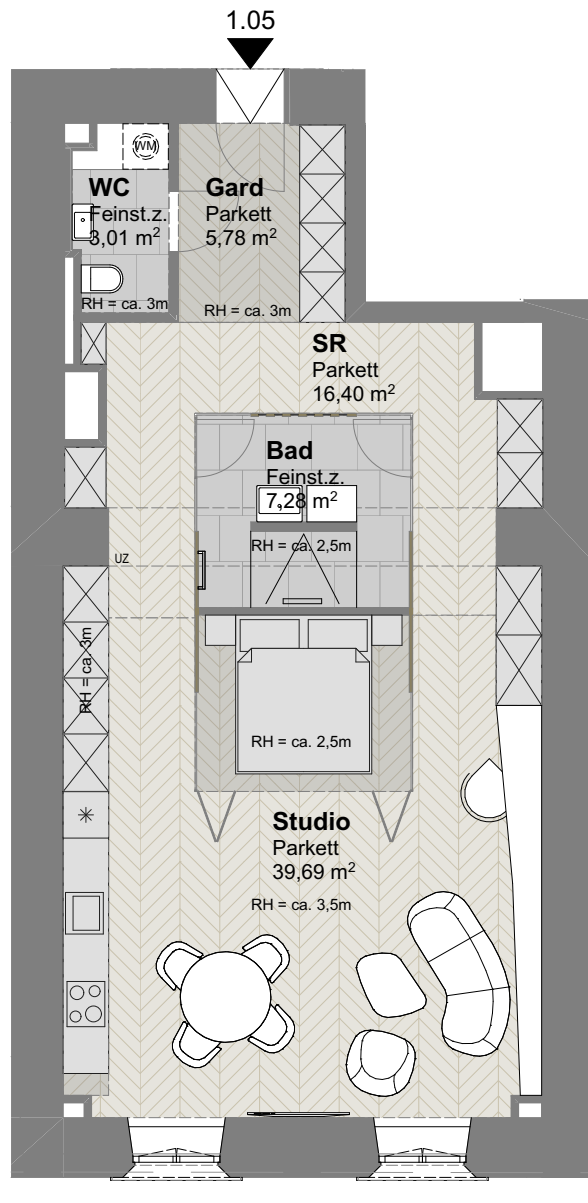 1.05
WM
WC
Feinst.z.
3,01 m²
RH = ca. 3m
Gard
Parkett
5,78 m²
RH = ca. 3m
SR
Parkett
16,40 m²
Bad
Feinst.z.
7,28 m²
RH = ca. 2,5m
UZ
RH = ca. 3m
RH = ca. 2,5m
Studio
Parkett
39,69 m²
RH = ca. 3,5m